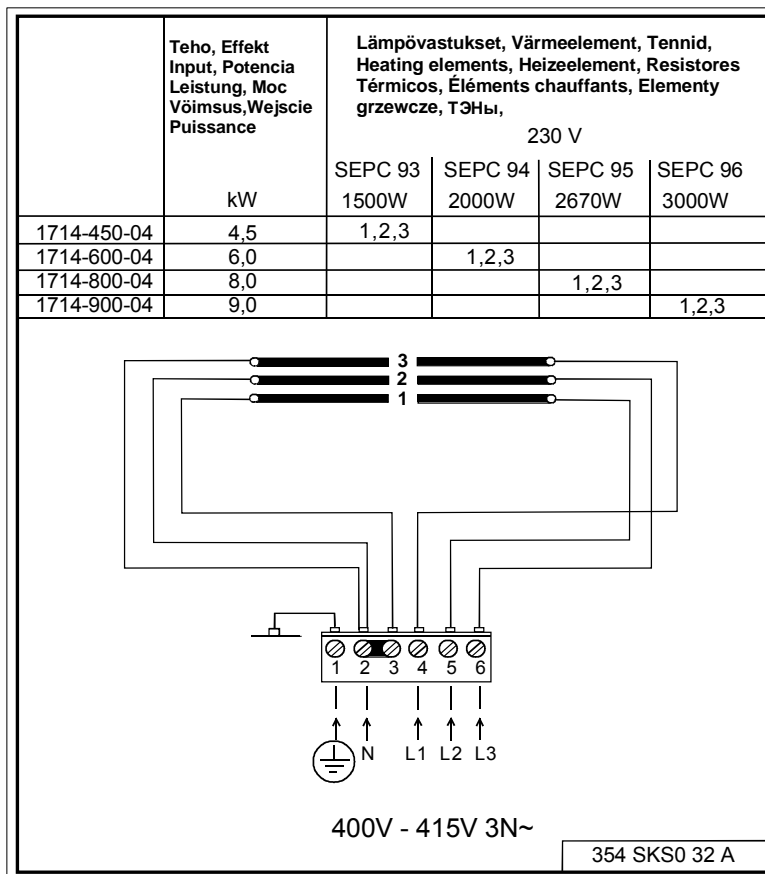 Teho, Effekt
Input, Potencia
Leistung, Moc
Vöimsus,Wejscie
Puissance
kW
Lämpövastukset, Värmeelement, Tennid,
Heating elements, Heizeelement, Resistores
Térmicos, Éléments chauffants, Elementy
grzewcze, ТЭНы,
230 V
SEPC 93 SEPC 94 SEPC 95 SEPC 96
1500W 2000W 2670W 3000W
1714-450-04 4,5 1,2,3
1714-600-04 6,0 1,2,3
1714-800-04 8,0 1,2,3
1714-900-04 9,0 1,2,3
3
2
1
1 2 3 4 5 6
N L1 L2 L3
400V - 415V 3N~
354 SKS0 32 A